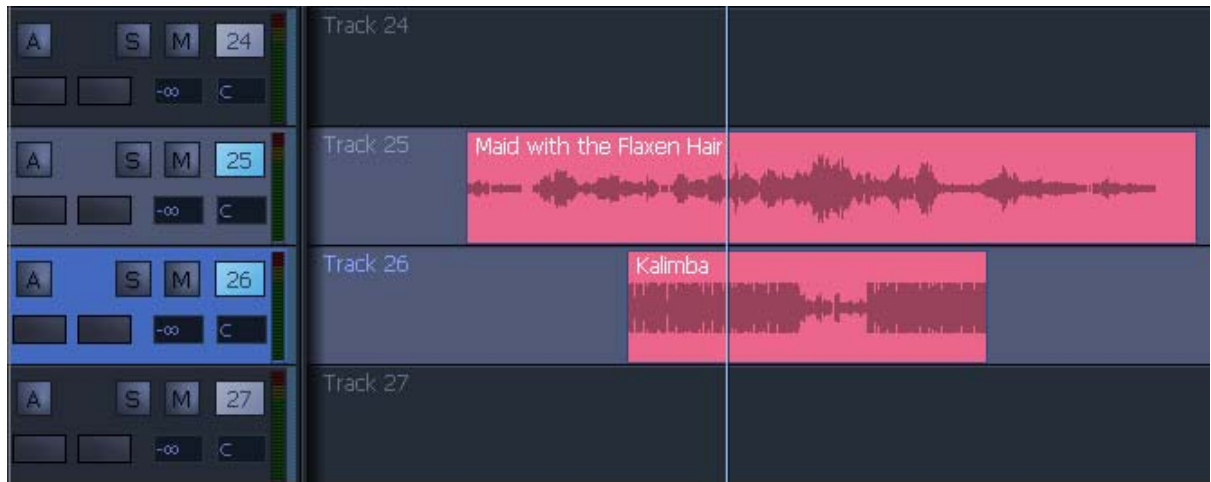 A S M 24 Track 24
-∞ C
A S M 25 Track 25 Maid with the Flaxen Hair
-∞ C
A S M 26 Track 26 Kalimba
-∞ C
A S M 27 Track 27
-∞ C